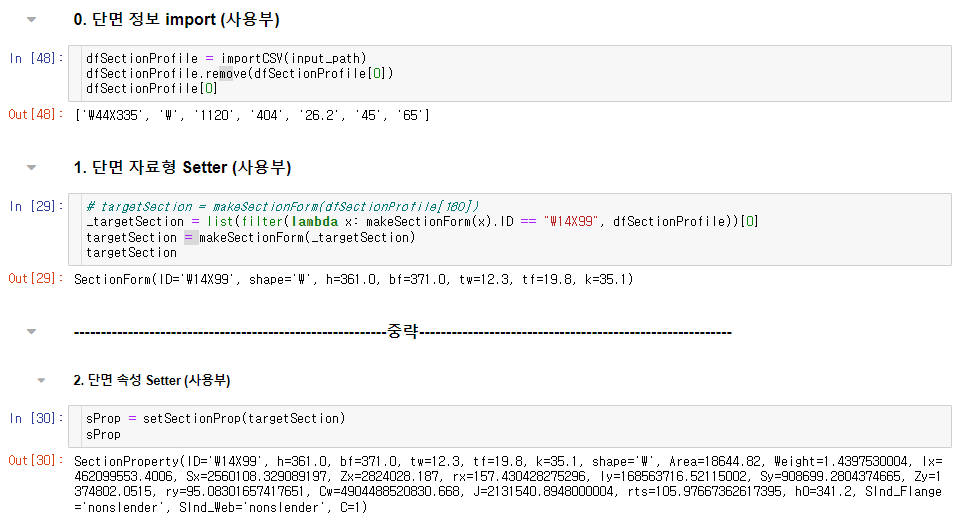 0. 단면 정보 import (사용부)
In [48]: dfSectionProfile = importCSV(input_path)
dfSectionProfile.remove(dfSectionProfile[0])
dfSectionProfile[0]
Out[48]: ['₩44X335', '₩', '1120', '404', '26.2', '45', '65']
1. 단면 자료형 Setter (사용부)
In [29]: # targetSection = makeSectionForm(dfSectionProfile[160])
_targetSection = list(filter(lambda x: makeSectionForm(x).ID == "₩14X99", dfSectionProfile))[0]
targetSection = makeSectionForm(_targetSection)
targetSection
Out[29]: SectionForm(ID='₩14X99', shape='₩', h=361.0, bf=371.0, tw=12.3, tf=19.8, k=35.1)
------------------------------------------------------------중략------------------------------------------------------------
2. 단면 속성 Setter (사용부)
In [30]: sProp = setSectionProp(targetSection)
sProp
Out[30]: SectionProperty(ID='₩14X99', h=361.0, bf=371.0, tw=12.3, tf=19.8, k=35.1, shape='₩', Area=18644.82, Weight=1.4397530004, Ix=
462099553.4006, Sx=2560108.329089197, Zx=2824028.187, rx=157.430428275296, Iy=168563716.52115002, Sy=908699.2804374665, Zy=1
374802.0515, ry=95.08301657417651, Cw=4904488520830.668, J=2131540.8948000004, rts=105.97667362617395, h0=341.2, Slnd_Flange
='nonslender', Slnd_Web='nonslender', C=1)